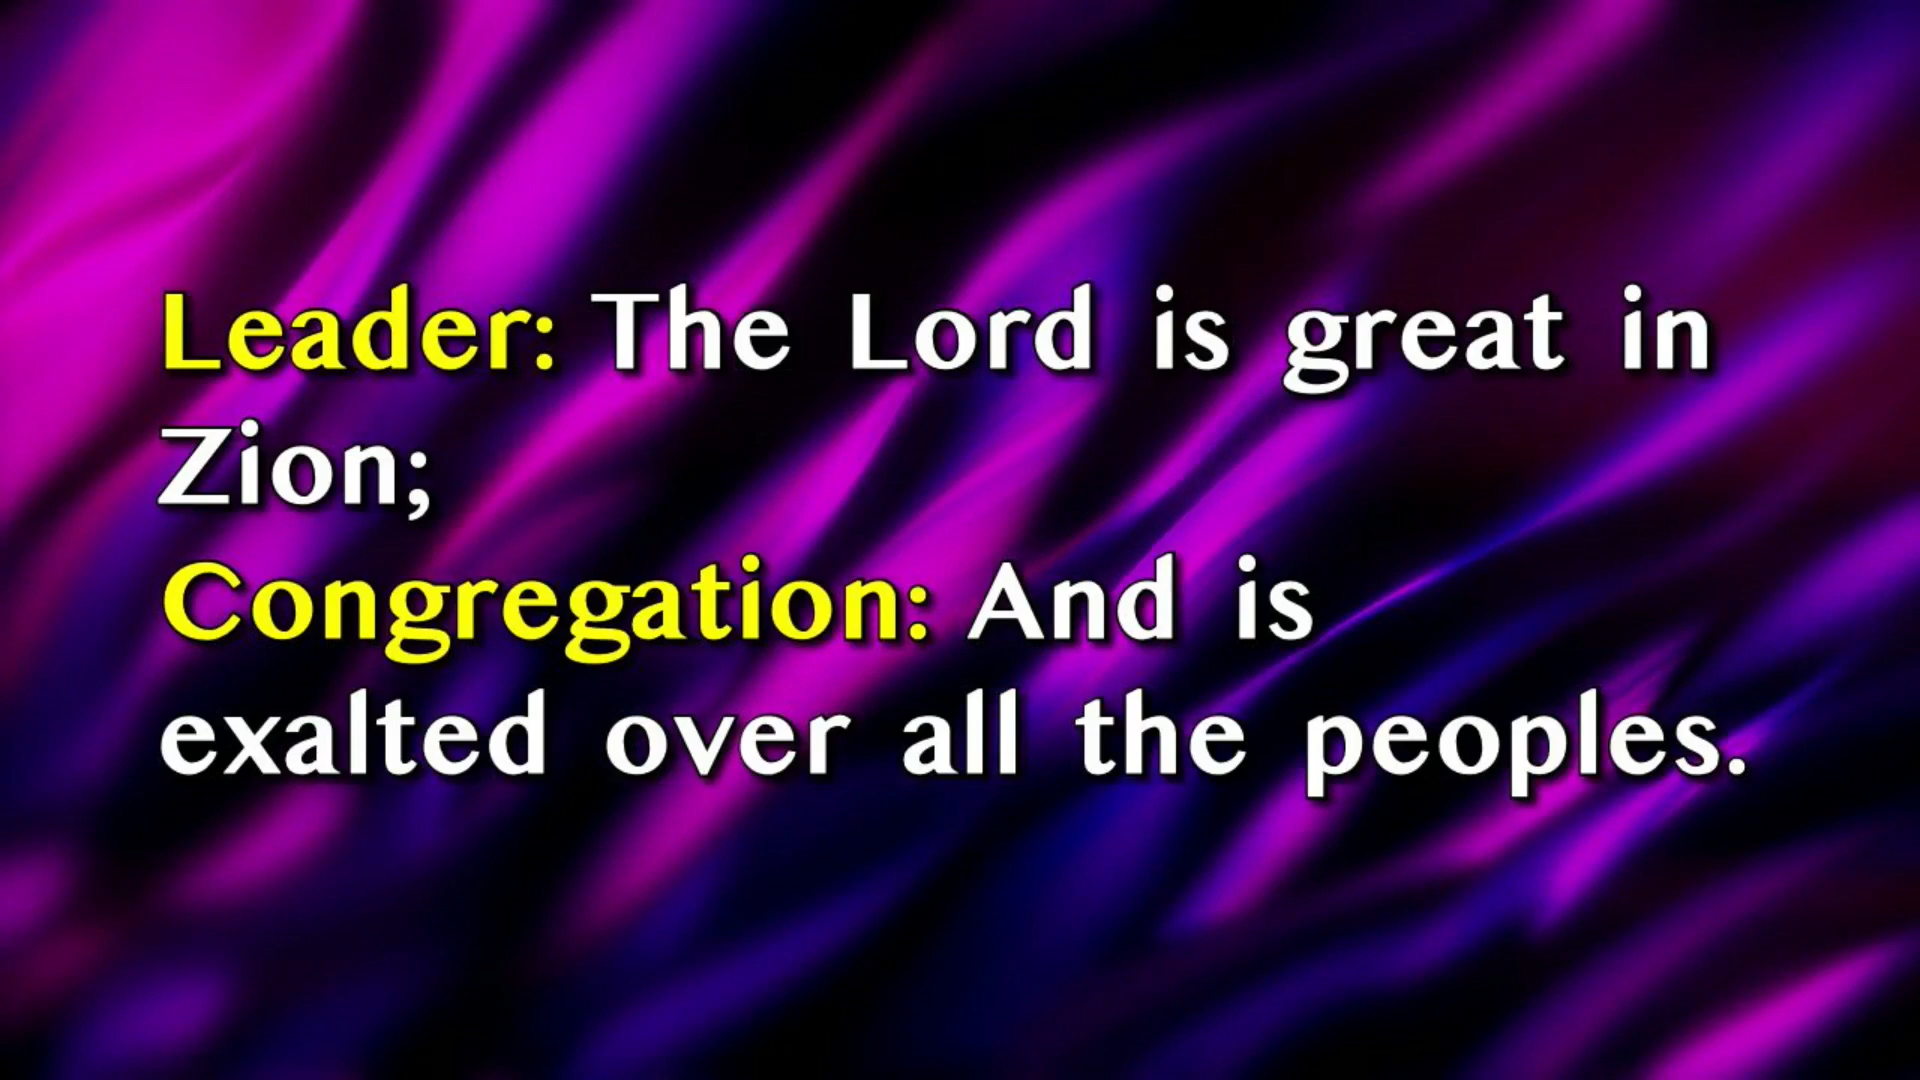 Leader: The Lord is great in
Zion;
Congregation: And is
exalted over all the peoples.